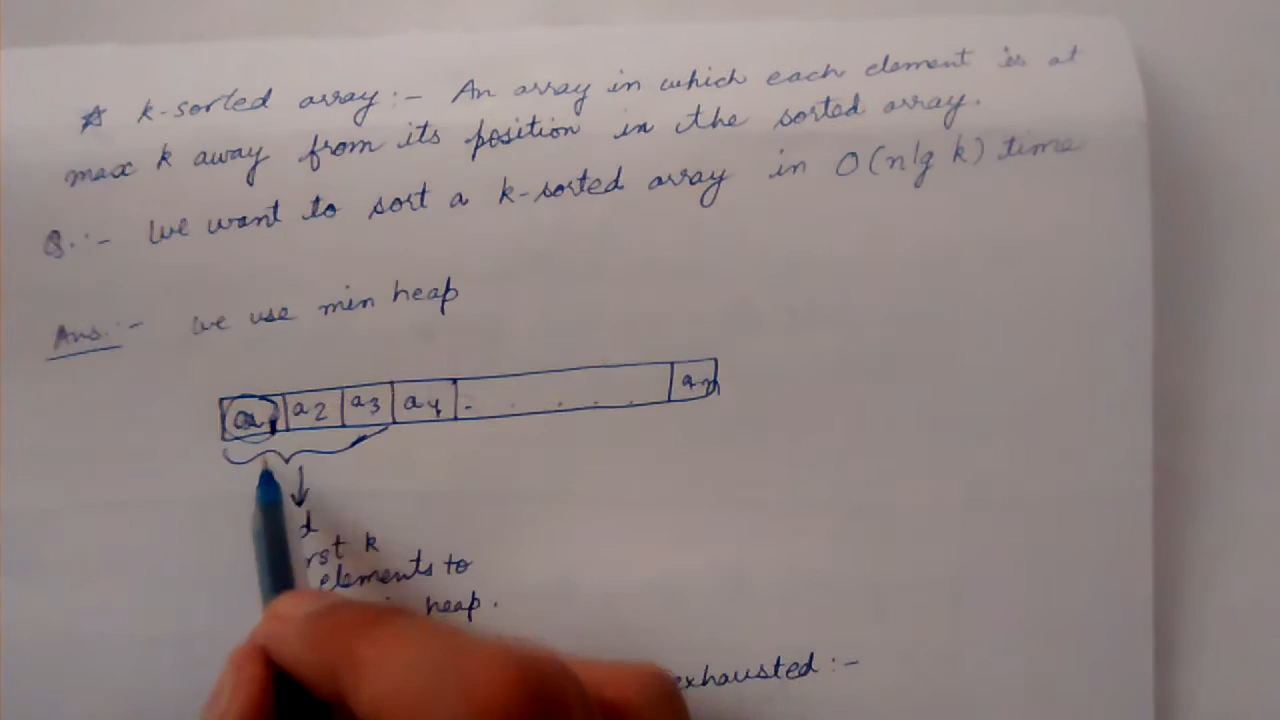 ☆ k-sorted array :- An array in which each element is at
max k away from its position in the sorted array.
Q. :- We want to sort a k-sorted array in O(n lg k) time
Ans. :- we use min heap
a2 a3 a4 - . . . . an
rst k
elements to
heap.
exhausted :-